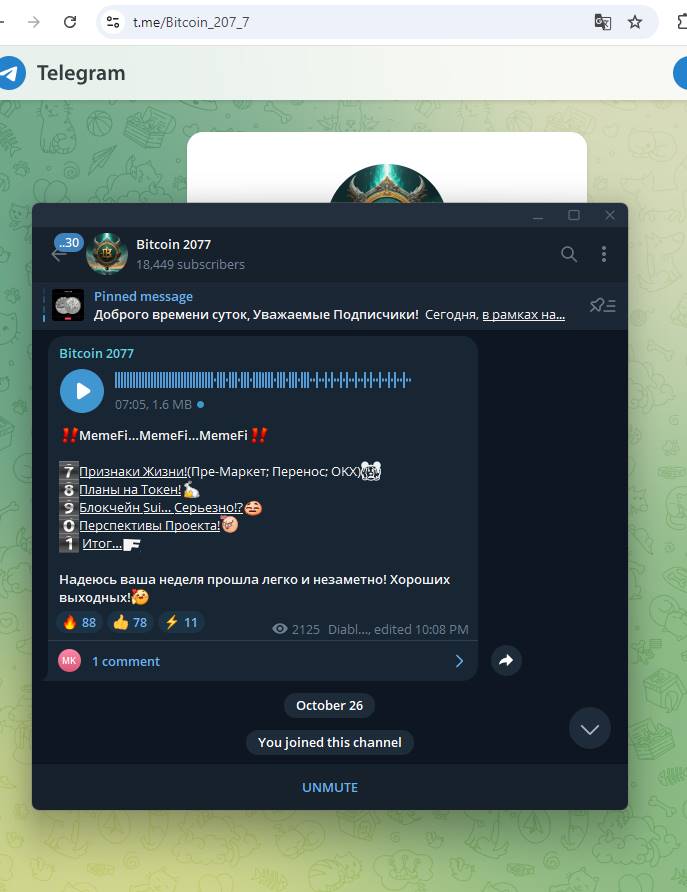 t.me/Bitcoin_207_7
Telegram
..30
Bitcoin 2077
18,449 subscribers
Pinned message
Доброго времени суток, Уважаемые Подписчики! Сегодня, в рамках на...
Bitcoin 2077
07:05, 1.6 MB
‼️MemeFi...MemeFi...MemeFi‼️
7 Признаки Жизни!(Пре-Маркет; Перенос; OKX)
8 Планы на Токен!
9 Блокчейн Sui... Серьезно!?
0 Перспективы Проекта!
1 Итог...
Надеюсь ваша неделя прошла легко и незаметно! Хороших
выходных!
🔥 88 👍 78 ⚡ 11
2125 Diabl..., edited 10:08 PM
MK 1 comment
October 26
You joined this channel
UNMUTE